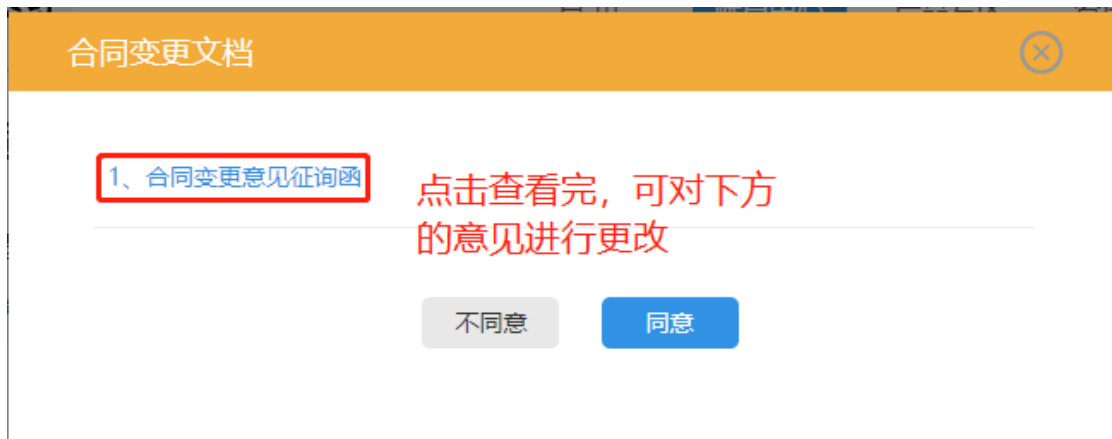 合同变更文档
1、合同变更意见征询函
点击查看完，可对下方
的意见进行更改
不同意
同意